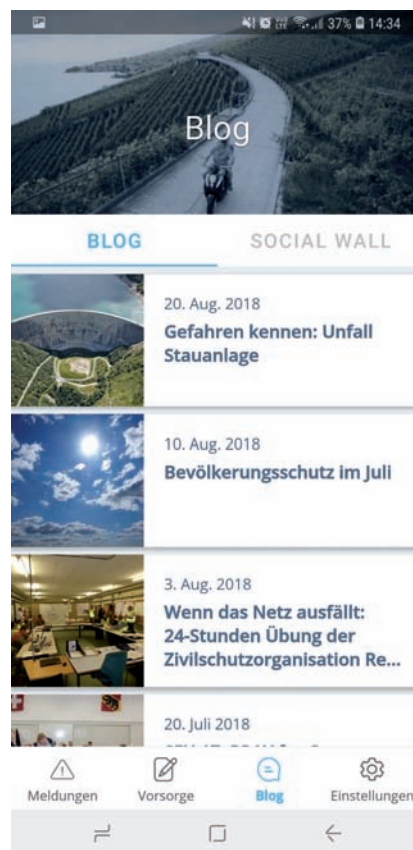 37% 14:34
Blog
BLOG
SOCIAL WALL
20. Aug. 2018
Gefahren kennen: Unfall
Stauanlage
10. Aug. 2018
Bevölkerungsschutz im Juli
3. Aug. 2018
Wenn das Netz ausfällt:
24-Stunden Übung der
Zivilschutzorganisation Re...
20. Juli 2018
Meldungen
Vorsorge
Blog
Einstellungen